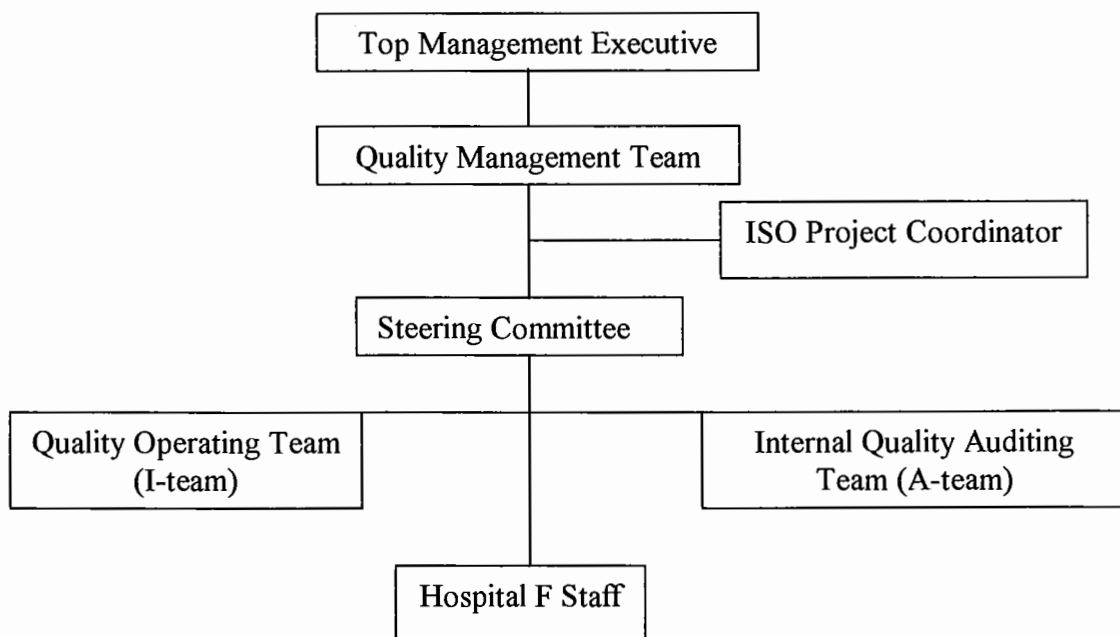 Top Management Executive
Quality Management Team
ISO Project Coordinator
Steering Committee
Quality Operating Team
(I-team)
Internal Quality Auditing
Team (A-team)
Hospital F Staff